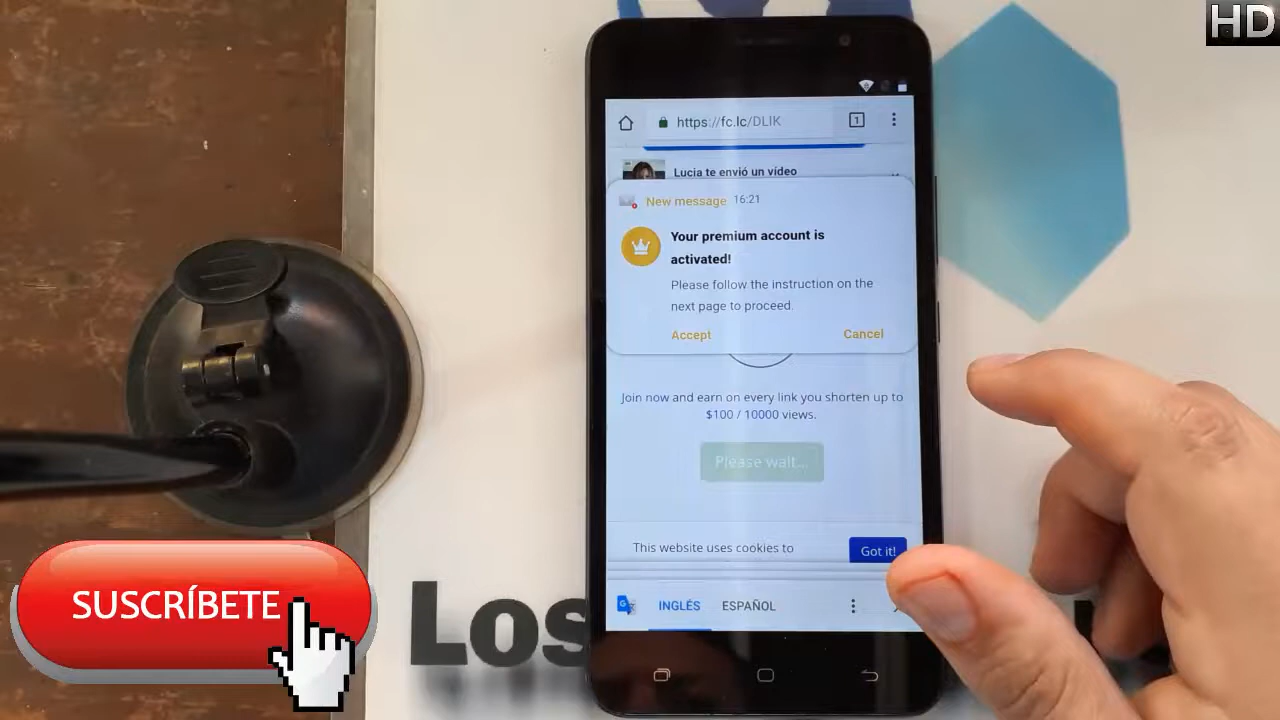 HD
https://fc.lc/DLIK
1
Lucia te envió un vídeo
New message 16:21
Your premium account is
activated!
Please follow the instruction on the
next page to proceed.
Accept Cancel
Join now and earn on every link you shorten up to
$100 / 10000 views.
Please wait...
This website uses cookies to
Got it!
INGLÉS ESPAÑOL
SUSCRÍBETE
Los